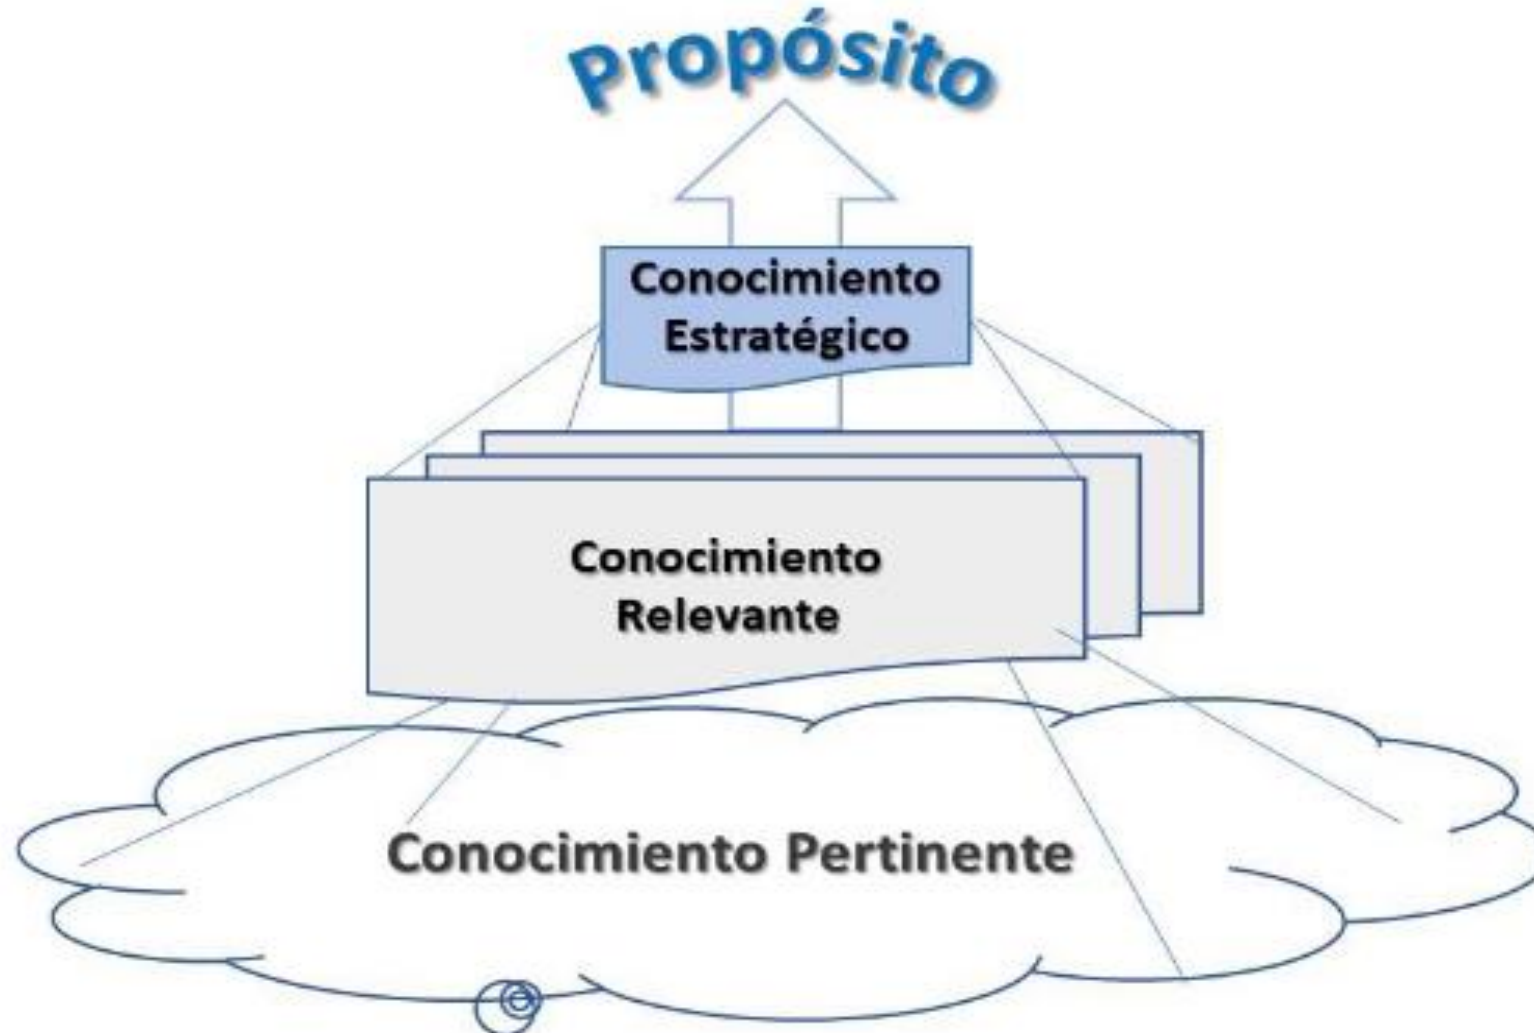 Propósito
Conocimiento
Estratégico
Conocimiento
Relevante
Conocimiento Pertinente